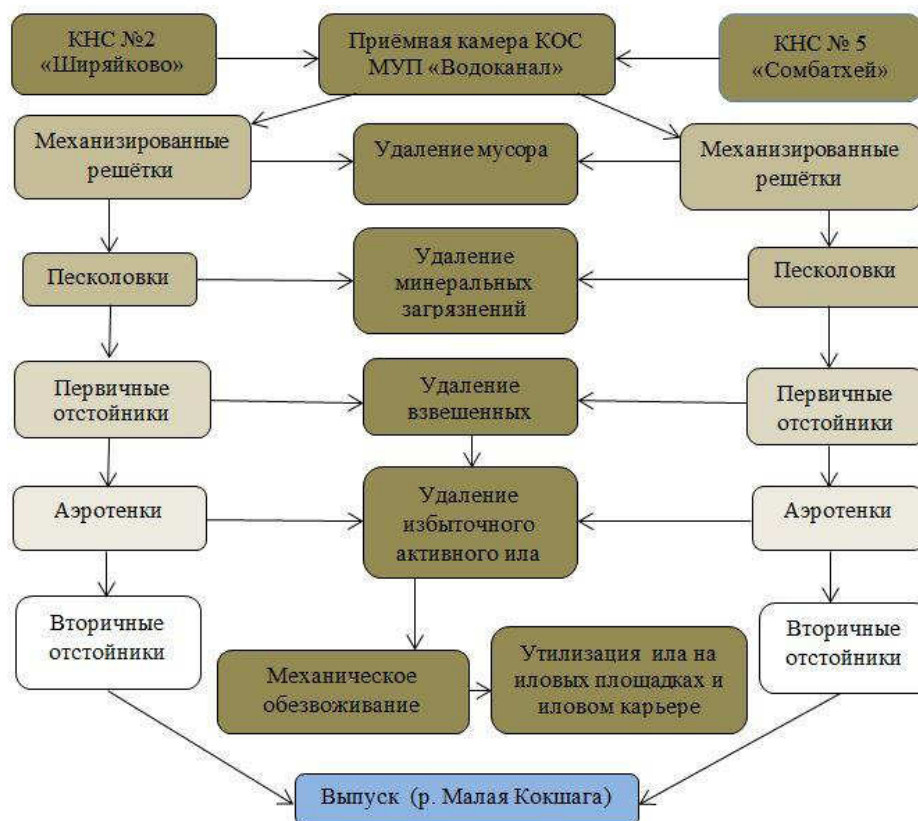 КНС №2
«Ширяйково»
Приёмная камера КОС
МУП «Водоканал»
КНС № 5
«Сомбатхей»
Механизированные
решётки
Удаление мусора
Механизированные
решётки
Песколовки
Удаление
минеральных
загрязнений
Песколовки
Первичные
отстойники
Удаление
взвешенных
Первичные
отстойники
Аэротенки
Удаление
избыточного
активного ила
Аэротенки
Вторичные
отстойники
Механическое
обезвоживание
Утилизация ила на
иловых площадках и
иловом карьере
Вторичные
отстойники
Выпуск (р. Малая Кокшага)